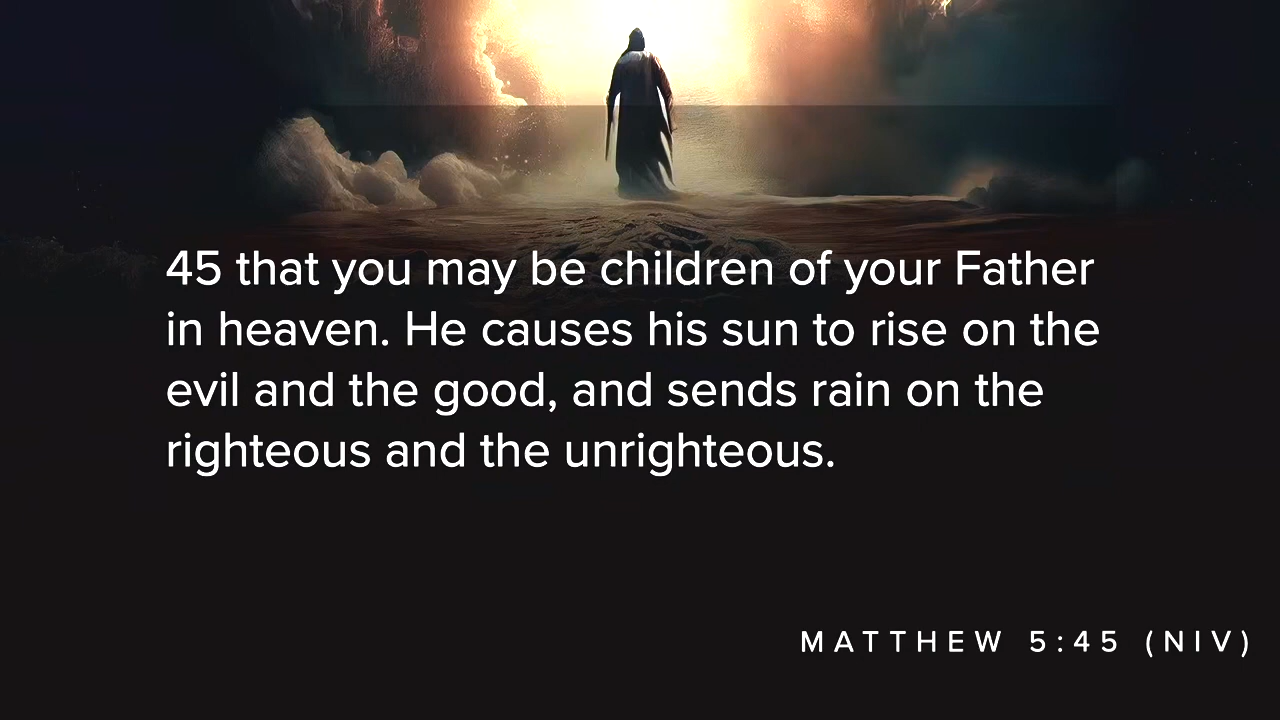 45 that you may be children of your Father
in heaven. He causes his sun to rise on the
evil and the good, and sends rain on the
righteous and the unrighteous.
MATTHEW 5:45 (NIV)